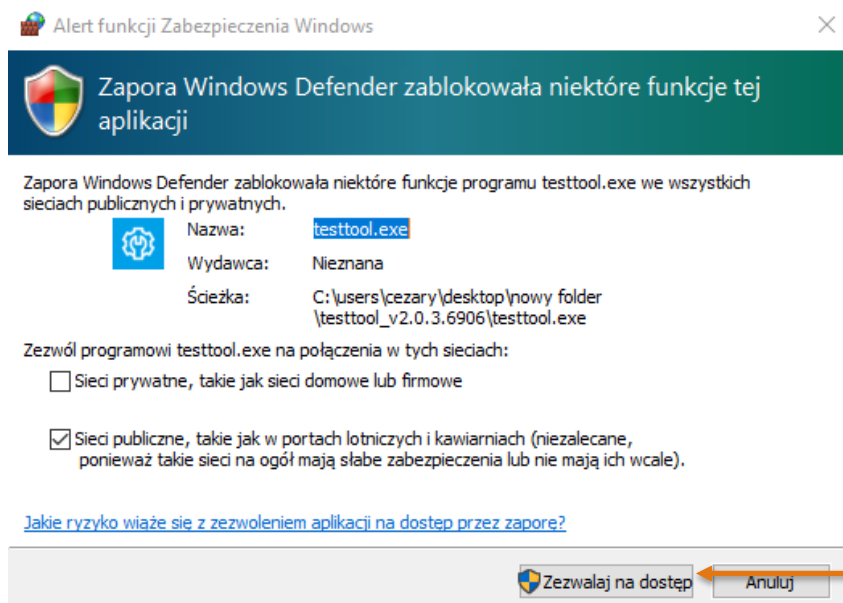 Alert funkcji Zabezpieczenia Windows
Zapora Windows Defender zablokowała niektóre funkcje tej
aplikacji
Zapora Windows Defender zablokowała niektóre funkcje programu testtool.exe we wszystkich
sieciach publicznych i prywatnych.
Nazwa: testtool.exe
Wydawca: Nieznana
Ścieżka: C:\users\cezary\desktop\nowy folder
\testtool_v2.0.3.6906\testtool.exe
Zezwól programowi testtool.exe na połączenia w tych sieciach:
Sieci prywatne, takie jak sieci domowe lub firmowe
Sieci publiczne, takie jak w portach lotniczych i kawiarniach (niezalecane,
ponieważ takie sieci na ogół mają słabe zabezpieczenia lub nie mają ich wcale).
Jakie ryzyko wiąże się z zezwoleniem aplikacji na dostęp przez zaporę?
Zezwalaj na dostęp Anuluj